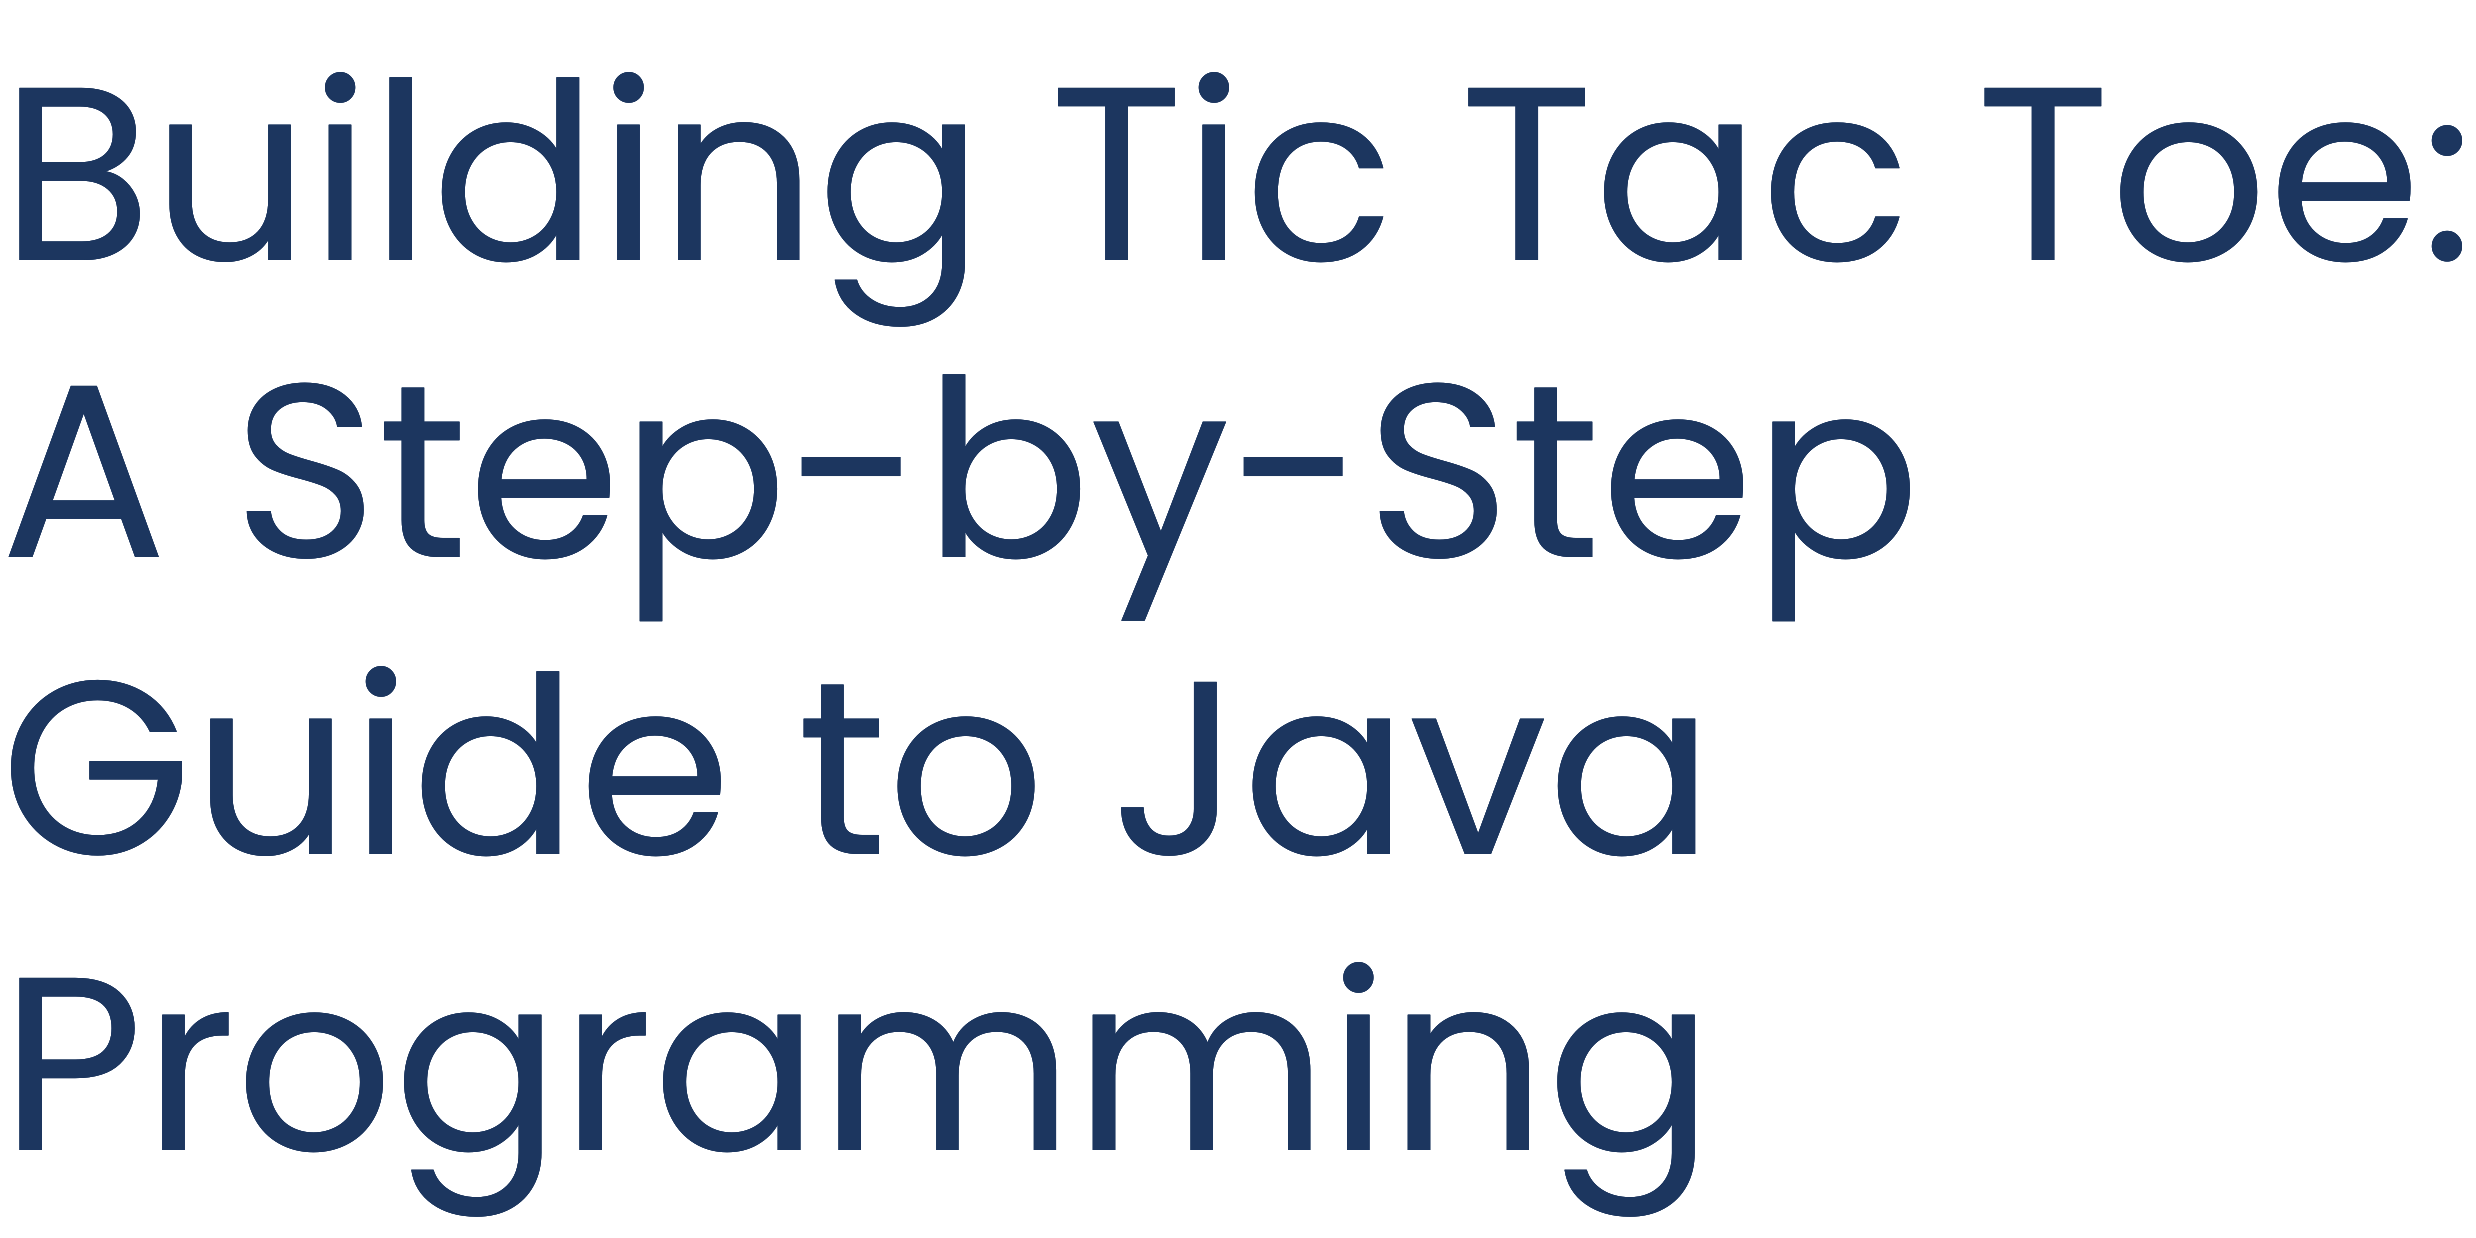 Building Tic Tac Toe:
A Step-by-Step
Guide to Java
Programming